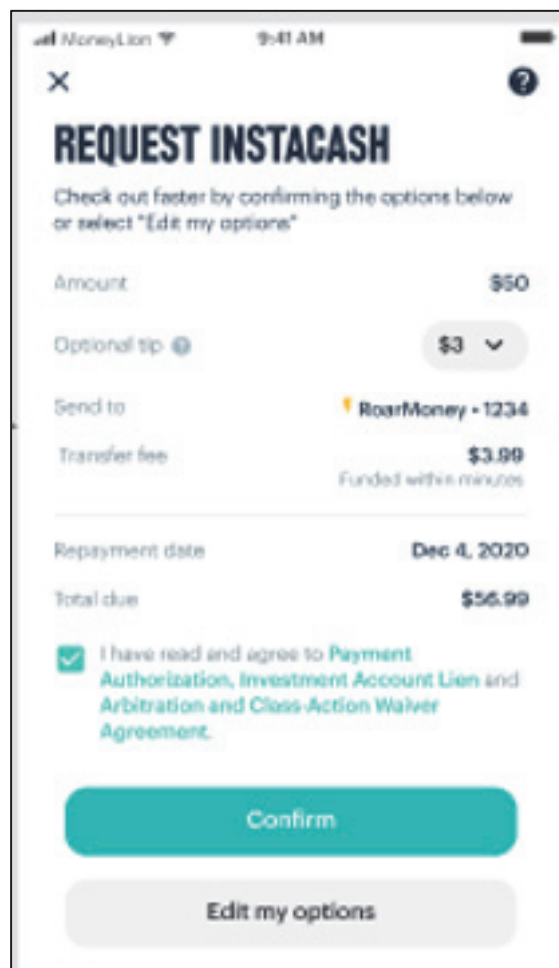 MoneyLion 9:41 AM
REQUEST INSTACASH
Check out faster by confirming the options below
or select "Edit my options"
Amount $50
Optional tip ? $3
Send to RoarMoney • 1234
Transfer fee $3.99
Funded within minutes
Repayment date Dec 4, 2020
Total due $56.99
I have read and agree to Payment
Authorization, Investment Account Lien and
Arbitration and Class-Action Waiver
Agreement.
Confirm
Edit my options